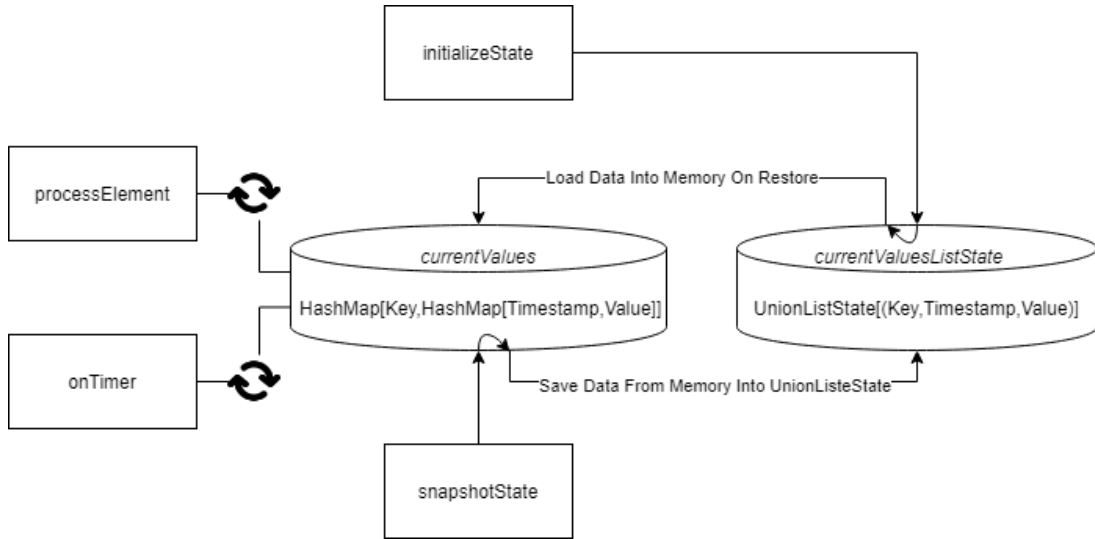 initializeState
processElement
Load Data Into Memory On Restore
currentValues
currentValuesListState
HashMap[Key,HashMap[Timestamp,Value]]
UnionListState[(Key,Timestamp,Value)]
onTimer
Save Data From Memory Into UnionListeState
snapshotState